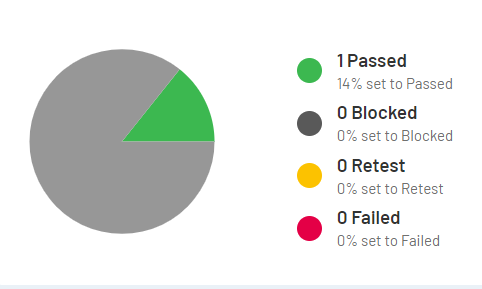 1 Passed
14% set to Passed
0 Blocked
0% set to Blocked
0 Retest
0% set to Retest
0 Failed
0% set to Failed